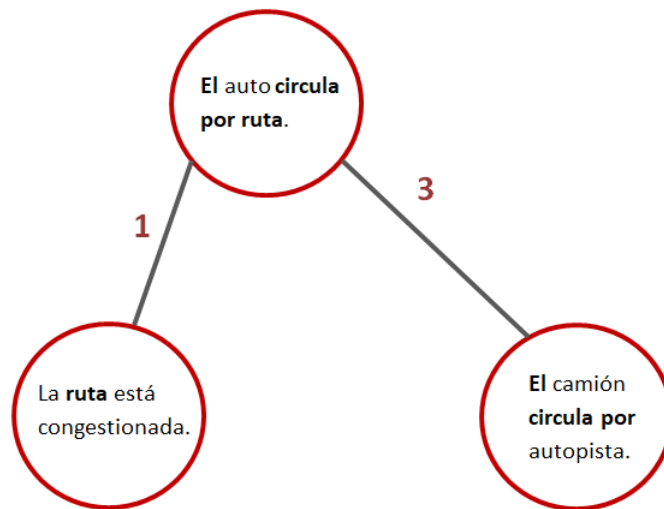 El auto circula
por ruta.
1
3
La ruta está
congestionada.
El camión
circula por
autopista.